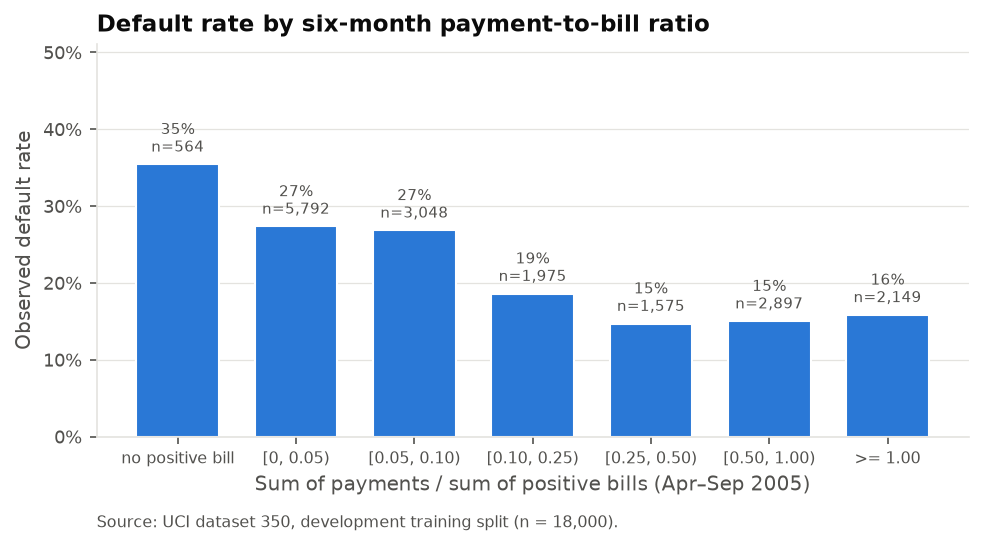 Default rate by six-month payment-to-bill ratio
Observed default rate
50%
40%
30%
20%
10%
0%
35%
n=564
27%
n=5,792
27%
n=3,048
19%
n=1,975
15%
n=1,575
15%
n=2,897
16%
n=2,149
no positive bill
[0, 0.05)
[0.05, 0.10)
[0.10, 0.25)
[0.25, 0.50)
[0.50, 1.00)
>= 1.00
Sum of payments / sum of positive bills (Apr–Sep 2005)
Source: UCI dataset 350, development training split (n = 18,000).